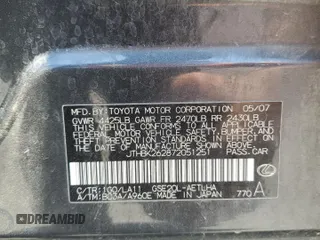 MFD. BY: TOYOTA MOTOR CORPORATION 05/07
GVWR 4425LB GAWR FR 2470LB RR 2430LB
THIS VEHICLE CONFORMS TO ALL APPLICABLE
FEDERAL MOTOR VEHICLE SAFETY, BUMPER, AND
THEFT PREVENTION STANDARDS IN EFFECT ON
THE DATE OF MANUFACTURE SHOWN ABOVE.
JTHBK262872051251
PASS. CAR
C/TR: 1G0/LA11 GSE20L-AETLHA
A/TM: B03A/A960E MADE IN JAPAN 770 A